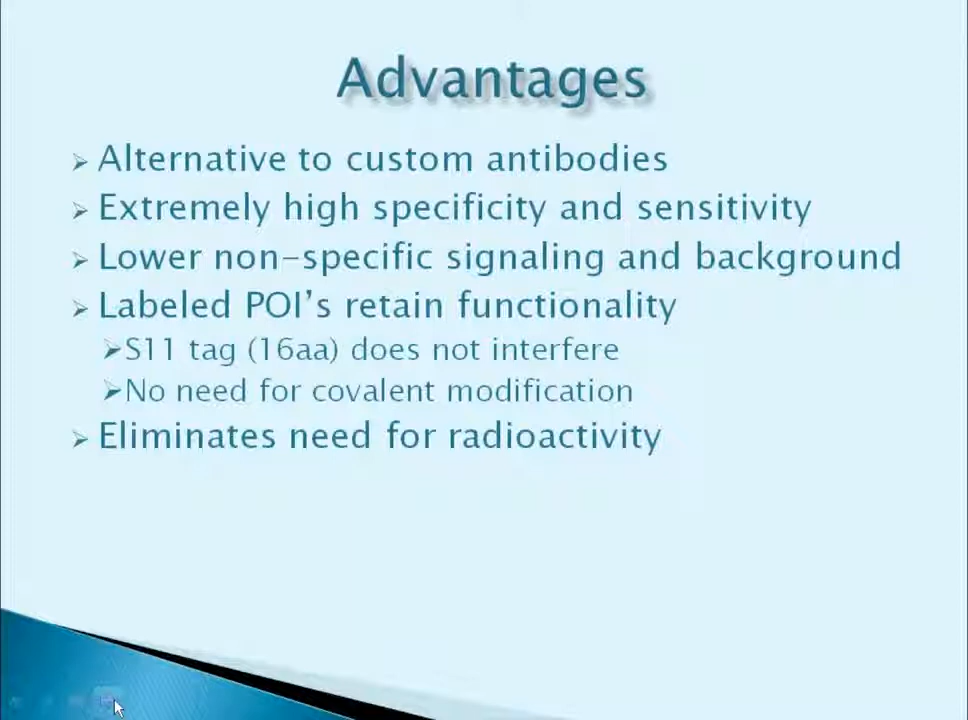 Advantages
Alternative to custom antibodies
Extremely high specificity and sensitivity
Lower non-specific signaling and background
Labeled POI's retain functionality
S11 tag (16aa) does not interfere
No need for covalent modification
Eliminates need for radioactivity